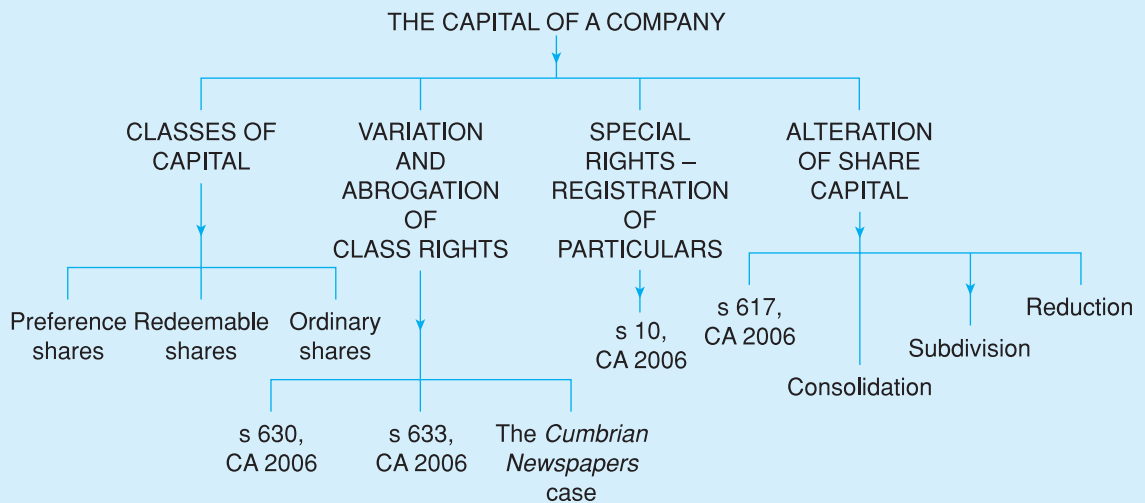 THE CAPITAL OF A COMPANY
CLASSES OF
CAPITAL
VARIATION
AND
ABROGATION
OF
CLASS RIGHTS
SPECIAL
RIGHTS –
REGISTRATION
OF
PARTICULARS
ALTERATION
OF SHARE
CAPITAL
Preference
shares
Redeemable
shares
Ordinary
shares
s 630,
CA 2006
s 633,
CA 2006
The Cumbrian
Newspapers
case
s 10,
CA 2006
s 617,
CA 2006
Consolidation
Subdivision
Reduction